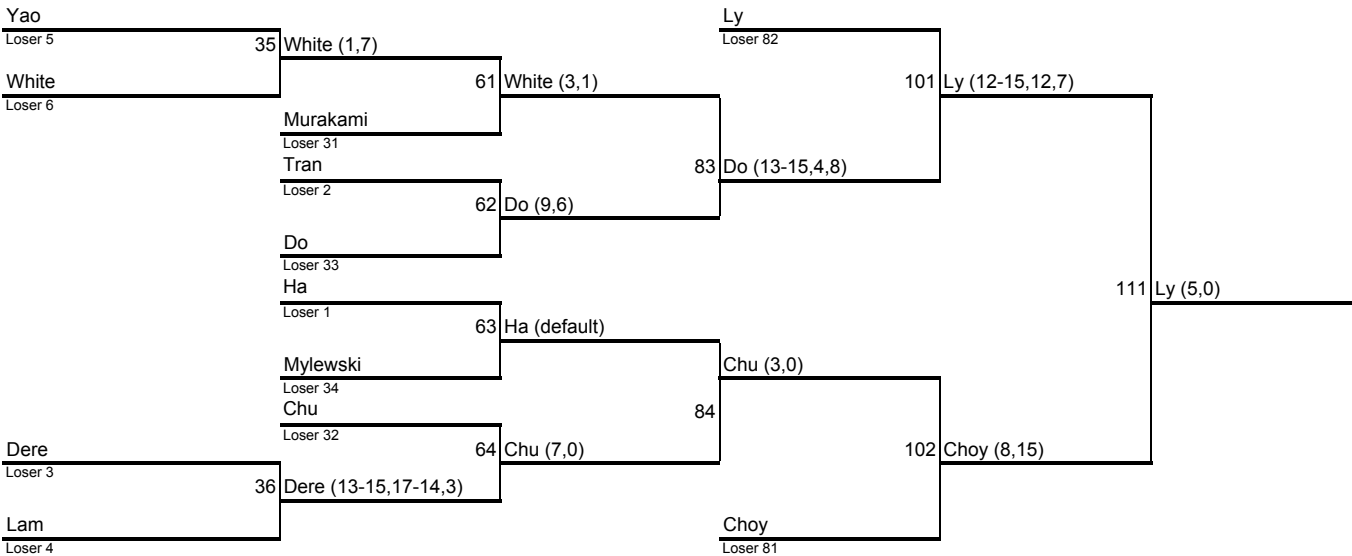 Yao
Loser 5
35 White (1,7)
White
Loser 6
61 White (3,1)
Murakami
Loser 31
Tran
Loser 2
62 Do (9,6)
Do
Loser 33
83 Do (13-15,4,8)
Ly
Loser 82
101 Ly (12-15,12,7)
111 Ly (5,0)
Ha
Loser 1
63 Ha (default)
Mylewski
Loser 34
Chu (3,0)
84
Chu
Loser 32
64 Chu (7,0)
Dere
Loser 3
36 Dere (13-15,17-14,3)
Lam
Loser 4
102 Choy (8,15)
Choy
Loser 81